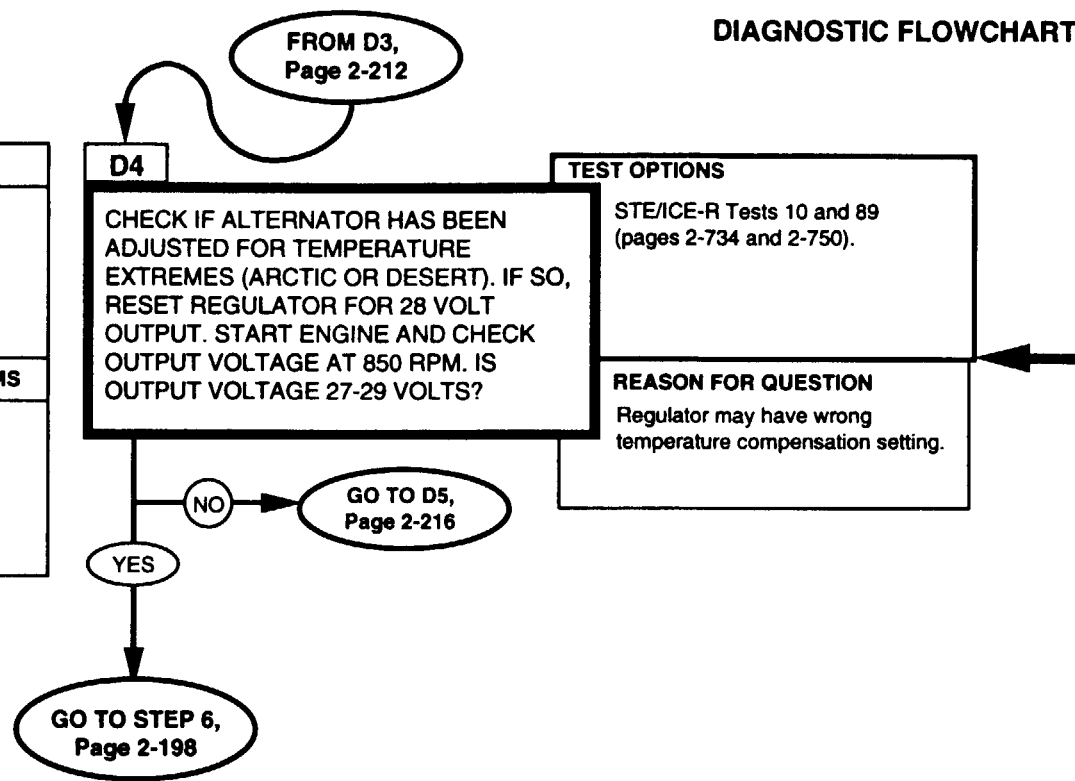 DIAGNOSTIC FLOWCHART
FROM D3,
Page 2-212
D4
CHECK IF ALTERNATOR HAS BEEN
ADJUSTED FOR TEMPERATURE
EXTREMES (ARCTIC OR DESERT). IF SO,
RESET REGULATOR FOR 28 VOLT
OUTPUT. START ENGINE AND CHECK
OUTPUT VOLTAGE AT 850 RPM. IS
OUTPUT VOLTAGE 27-29 VOLTS?
TEST OPTIONS
STE/ICE-R Tests 10 and 89
(pages 2-734 and 2-750).
REASON FOR QUESTION
Regulator may have wrong
temperature compensation setting.
NO
GO TO D5,
Page 2-216
YES
GO TO STEP 6,
Page 2-198